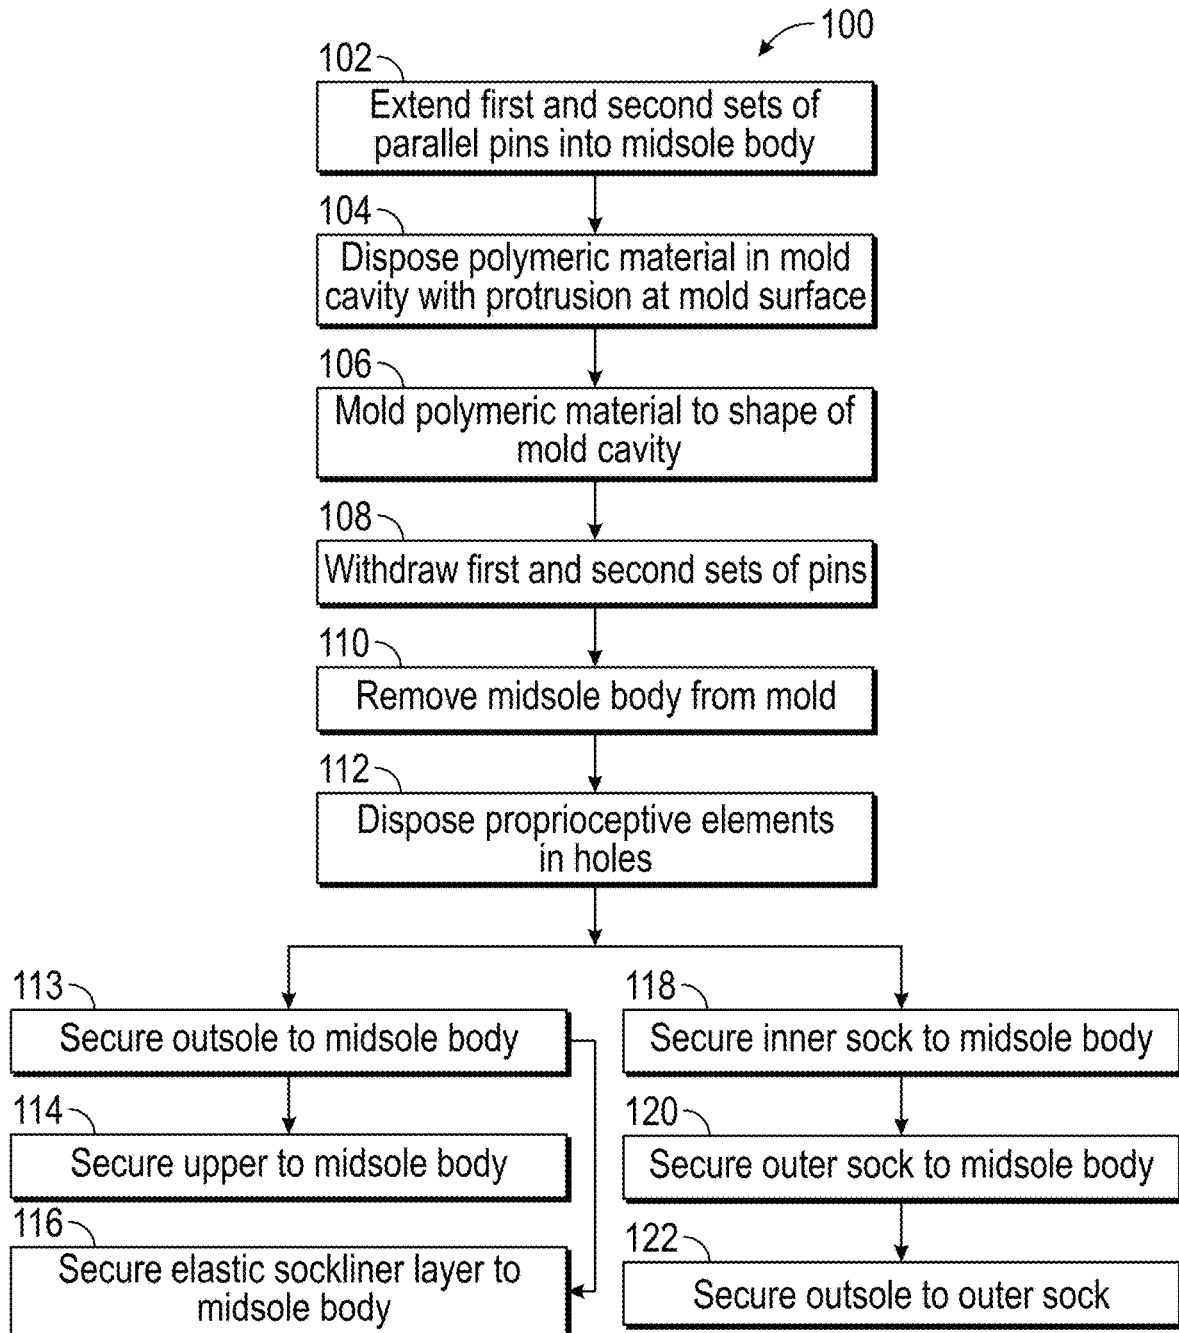 100
102
Extend first and second sets of
parallel pins into midsole body
104
Dispose polymeric material in mold
cavity with protrusion at mold surface
106
Mold polymeric material to shape of
mold cavity
108
Withdraw first and second sets of pins
110
Remove midsole body from mold
112
Dispose proprioceptive elements
in holes
113
Secure outsole to midsole body
114
Secure upper to midsole body
116
Secure elastic sockliner layer to
midsole body
118
Secure inner sock to midsole body
120
Secure outer sock to midsole body
122
Secure outsole to outer sock